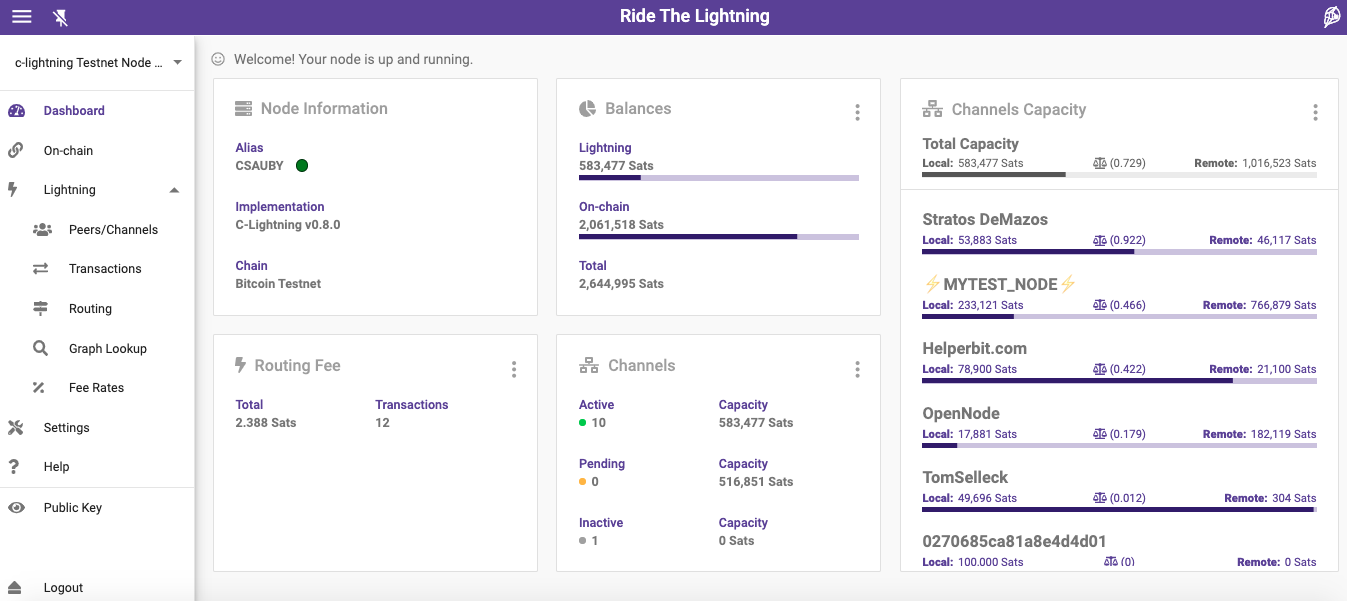 Ride The Lightning
c-lightning Testnet Node ...
Dashboard
On-chain
Lightning
Peers/Channels
Transactions
Routing
Graph Lookup
Fee Rates
Settings
Help
Public Key
Logout
Welcome! Your node is up and running.
Node Information
Alias
CSAUBY
Implementation
C-Lightning v0.8.0
Chain
Bitcoin Testnet
Balances
Lightning
583,477 Sats
On-chain
2,061,518 Sats
Total
2,644,995 Sats
Routing Fee
Total Transactions
2.388 Sats 12
Channels
Active Capacity
10 583,477 Sats
Pending Capacity
0 516,851 Sats
Inactive Capacity
1 0 Sats
Channels Capacity
Total Capacity
Local: 583,477 Sats (0.729) Remote: 1,016,523 Sats
Stratos DeMazos
Local: 53,883 Sats (0.922) Remote: 46,117 Sats
⚡MYTEST_NODE⚡
Local: 233,121 Sats (0.466) Remote: 766,879 Sats
Helperbit.com
Local: 78,900 Sats (0.422) Remote: 21,100 Sats
OpenNode
Local: 17,881 Sats (0.179) Remote: 182,119 Sats
TomSelleck
Local: 49,696 Sats (0.012) Remote: 304 Sats
0270685ca81a8e4d4d01
Local: 100,000 Sats (0) Remote: 0 Sats